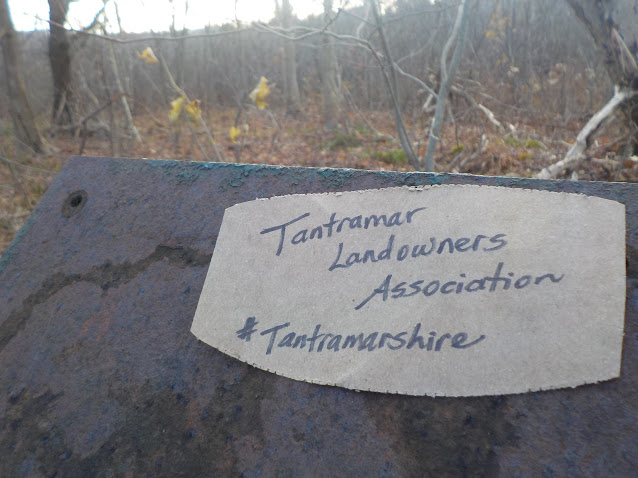 Tantramar
Landowners
Association
#Tantramarshire